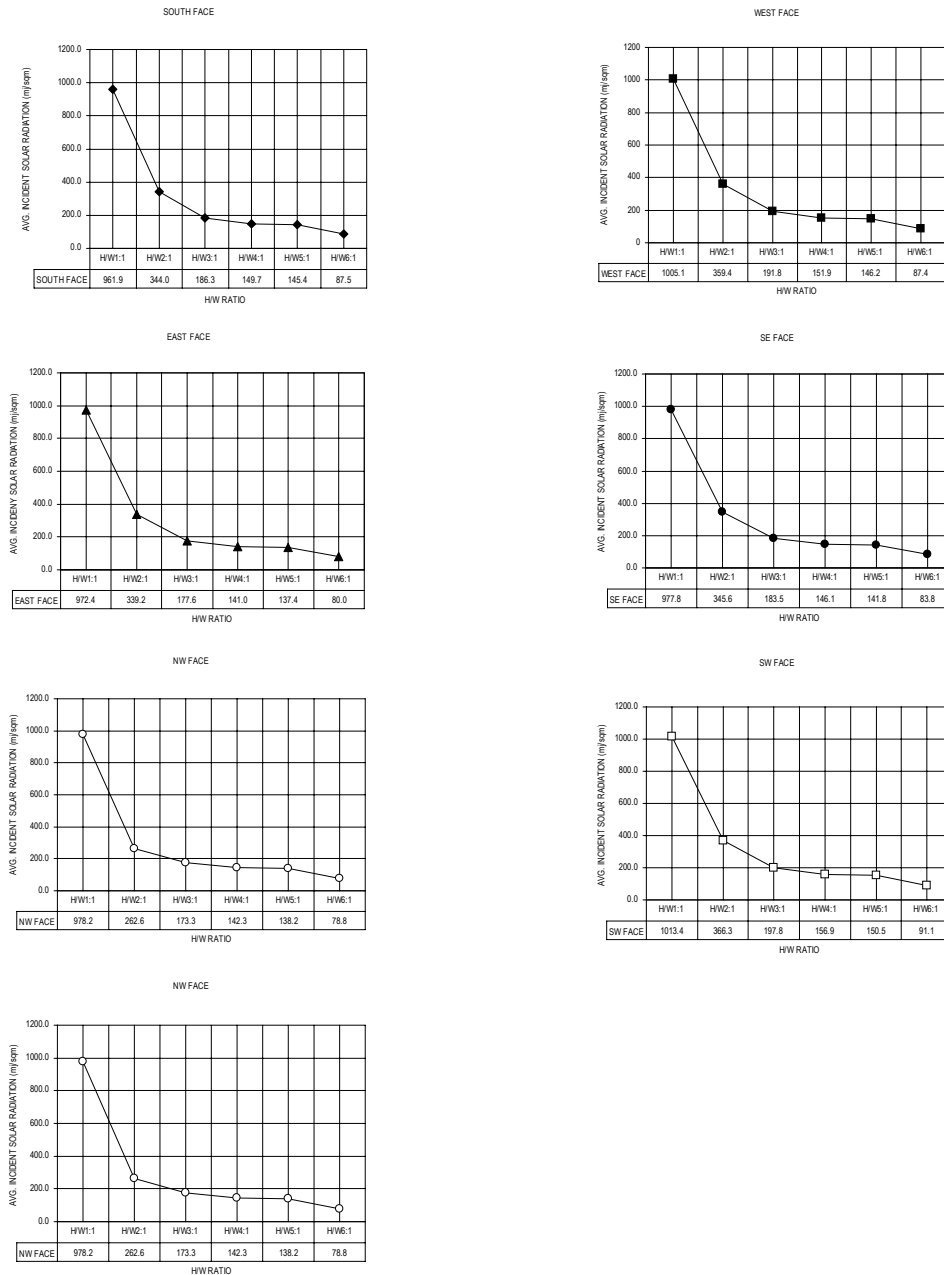 SOUTH FACE
AVG. INCIDENT SOLAR RADIATION (mj/sqm)
1200.0
1000.0
800.0
600.0
400.0
200.0
0.0
H/W1:1 H/W2:1 H/W3:1 H/W4:1 H/W5:1 H/W6:1
SOUTH FACE 961.9 344.0 186.3 149.7 145.4 87.5
H/W RATIO
WEST FACE
AVG. INCIDENT SOLAR RADIATION (mj/sqm)
1200
1000
800
600
400
200
0
H/W1:1 H/W2:1 H/W3:1 H/W4:1 H/W5:1 H/W6:1
WEST FACE 1005.1 359.4 191.8 151.9 146.2 87.4
H/W RATIO
EAST FACE
AVG. INCIDENY SOLAR RADIATION (mj/sqm)
1200.0
1000.0
800.0
600.0
400.0
200.0
0.0
H/W1:1 H/W2:1 H/W3:1 H/W4:1 H/W5:1 H/W6:1
EAST FACE 972.4 339.2 177.6 141.0 137.4 80.0
H/W RATIO
SE FACE
AVG. INCIDENT SOLAR RADIATION (mj/sqm)
1200.0
1000.0
800.0
600.0
400.0
200.0
0.0
H/W1:1 H/W2:1 H/W3:1 H/W4:1 H/W5:1 H/W6:1
SE FACE 977.8 345.6 183.5 146.1 141.8 83.8
H/W RATIO
NW FACE
AVG. INCIDENT SOLAR RADIATION (mj/sqm)
1200.0
1000.0
800.0
600.0
400.0
200.0
0.0
H/W1:1 H/W2:1 H/W3:1 H/W4:1 H/W5:1 H/W6:1
NW FACE 978.2 262.6 173.3 142.3 138.2 78.8
H/W RATIO
SW FACE
AVG. INCIDENT SOLAR RADIATION (mj/sqm)
1200.0
1000.0
800.0
600.0
400.0
200.0
0.0
H/W1:1 H/W2:1 H/W3:1 H/W4:1 H/W5:1 H/W6:1
SW FACE 1013.4 366.3 197.8 156.9 150.5 91.1
H/W RATIO
NW FACE
AVG. INCIDENT SOLAR RADIATION (mj/sqm)
1200.0
1000.0
800.0
600.0
400.0
200.0
0.0
H/W1:1 H/W2:1 H/W3:1 H/W4:1 H/W5:1 H/W6:1
NW FACE 978.2 262.6 173.3 142.3 138.2 78.8
H/W RATIO